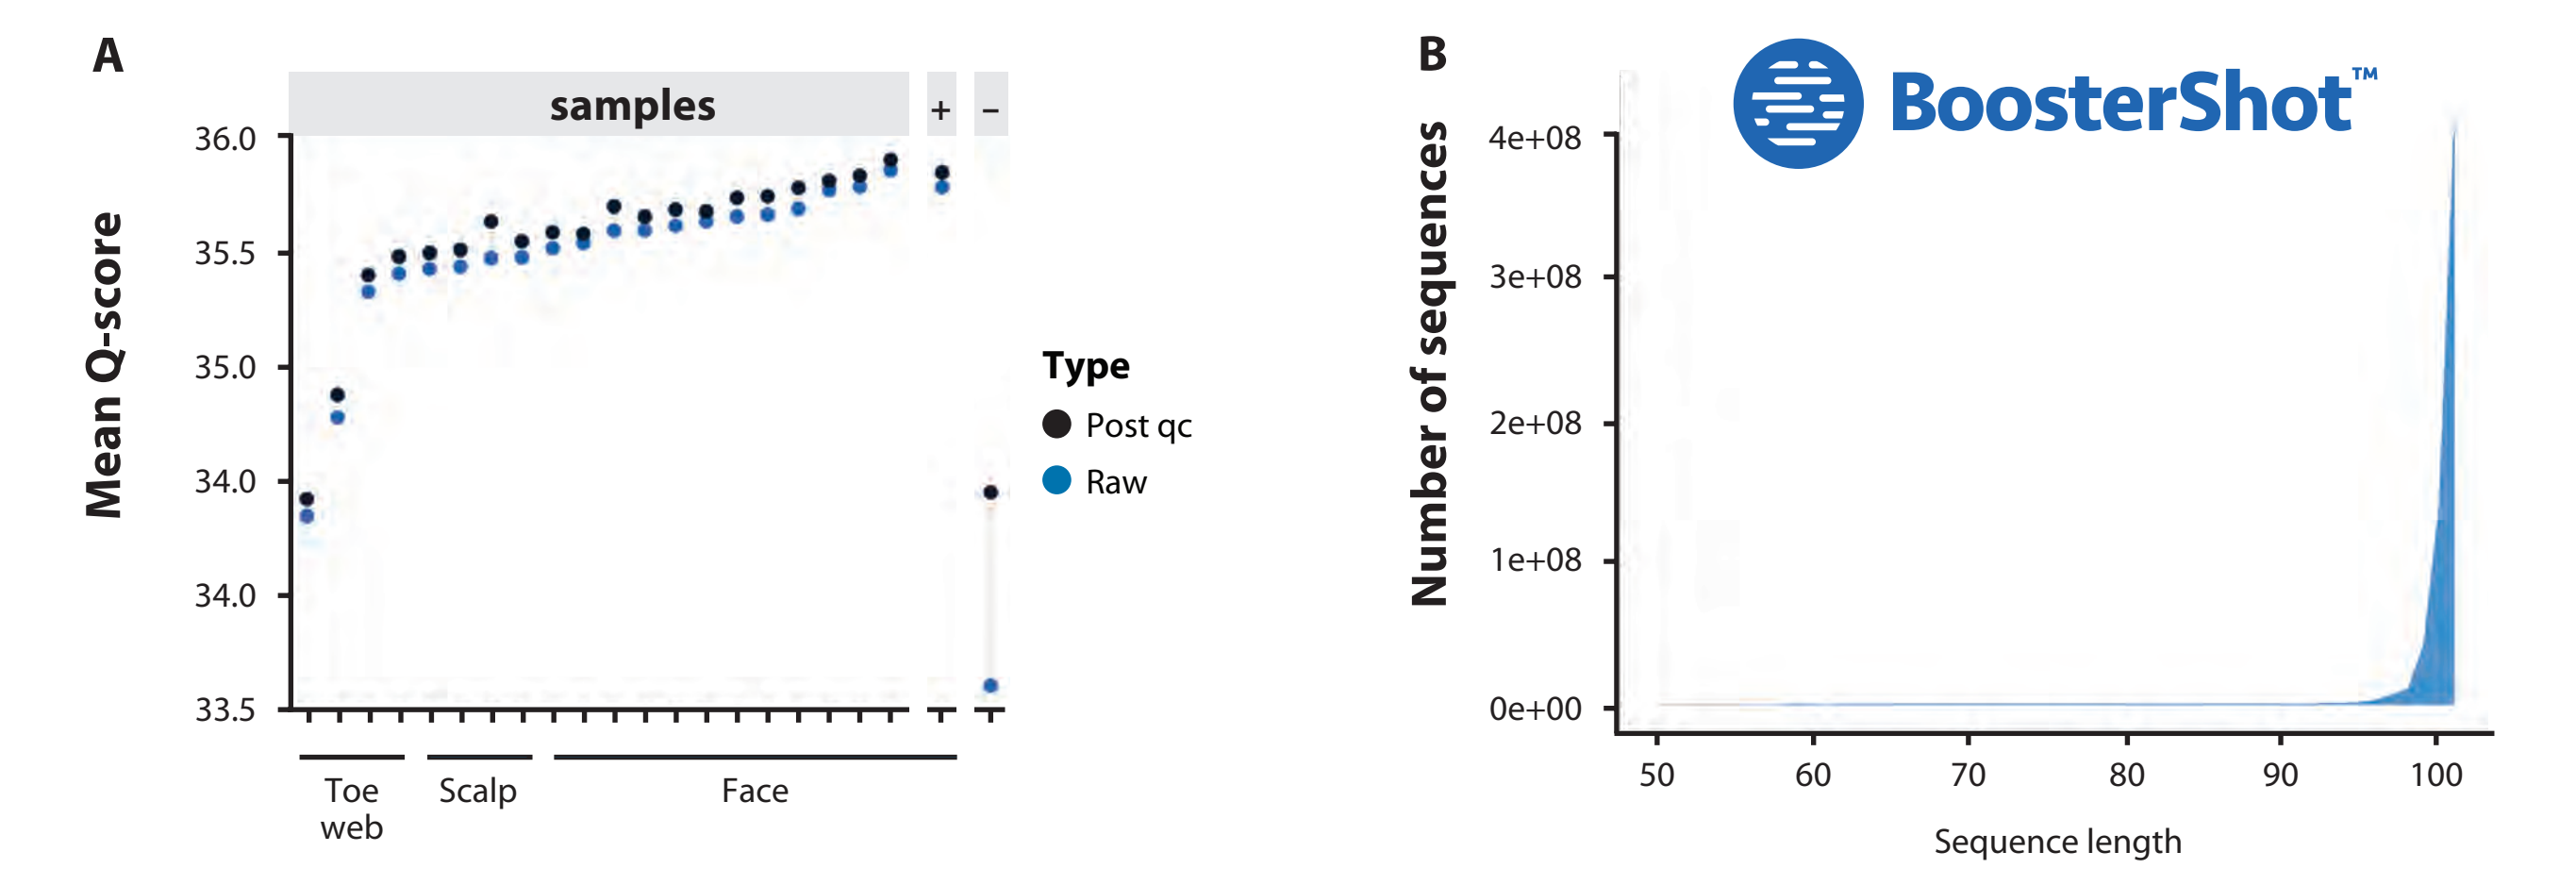 A
samples
+
–
36.0
35.5
35.0
34.0
34.0
33.5
Mean Q-score
Toe
web
Scalp
Face
Type
Post qc
Raw
B
BoosterShot™
4e+08
3e+08
2e+08
1e+08
0e+00
Number of sequences
50
60
70
80
90
100
Sequence length